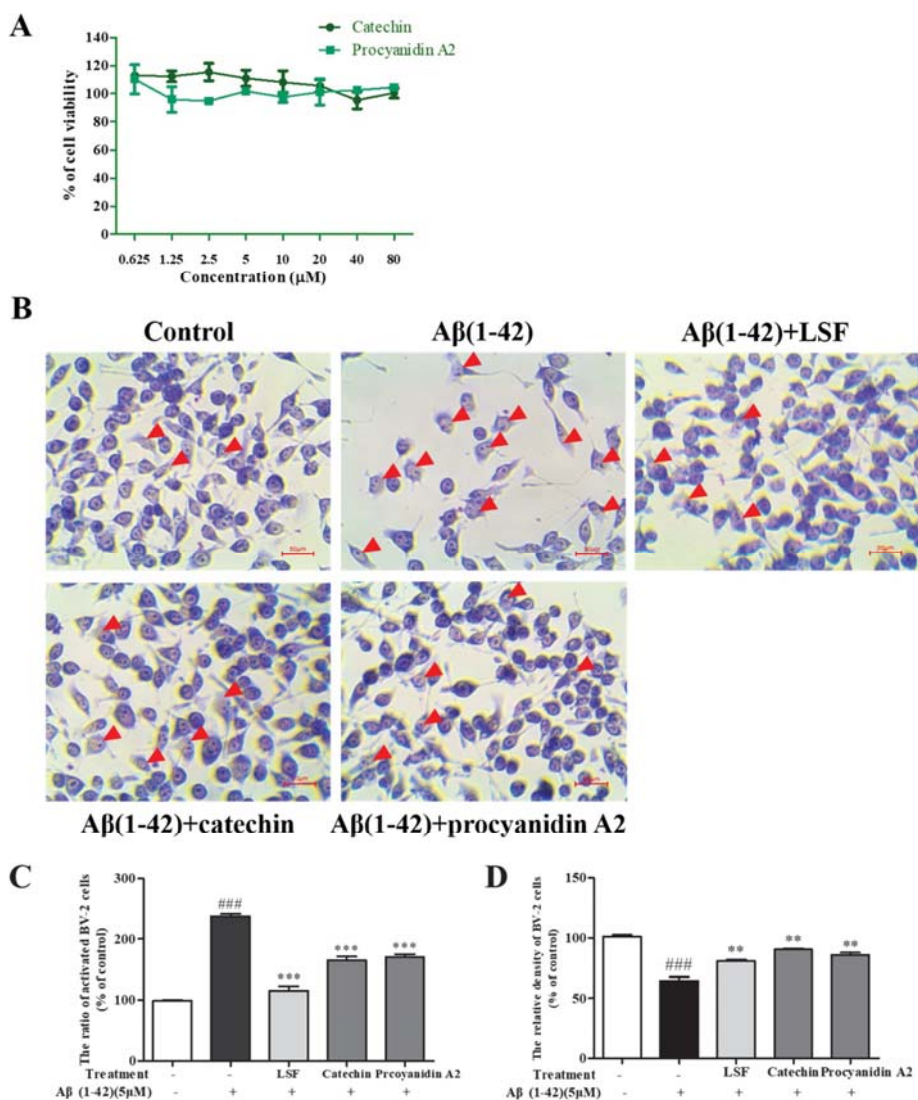 A
Catechin
Procyanidin A2
% of cell viability
140
120
100
80
60
40
20
0
0.625 1.25 2.5 5 10 20 40 80
Concentration (μM)
B
Control Aβ(1-42) Aβ(1-42)+LSF
50μm
Aβ(1-42)+catechin Aβ(1-42)+procyanidin A2
C
The ratio of activated BV-2 cells
(% of control)
300
200
100
0
###
***
***
***
Treatment - - LSF Catechin Procyanidin A2
Aβ (1-42)(5μM) - + + + +
D
The relative density of BV-2 cells
(% of control)
150
100
50
0
###
**
**
**
Treatment - - LSF Catechin Procyanidin A2
Aβ (1-42)(5μM) - + + + +